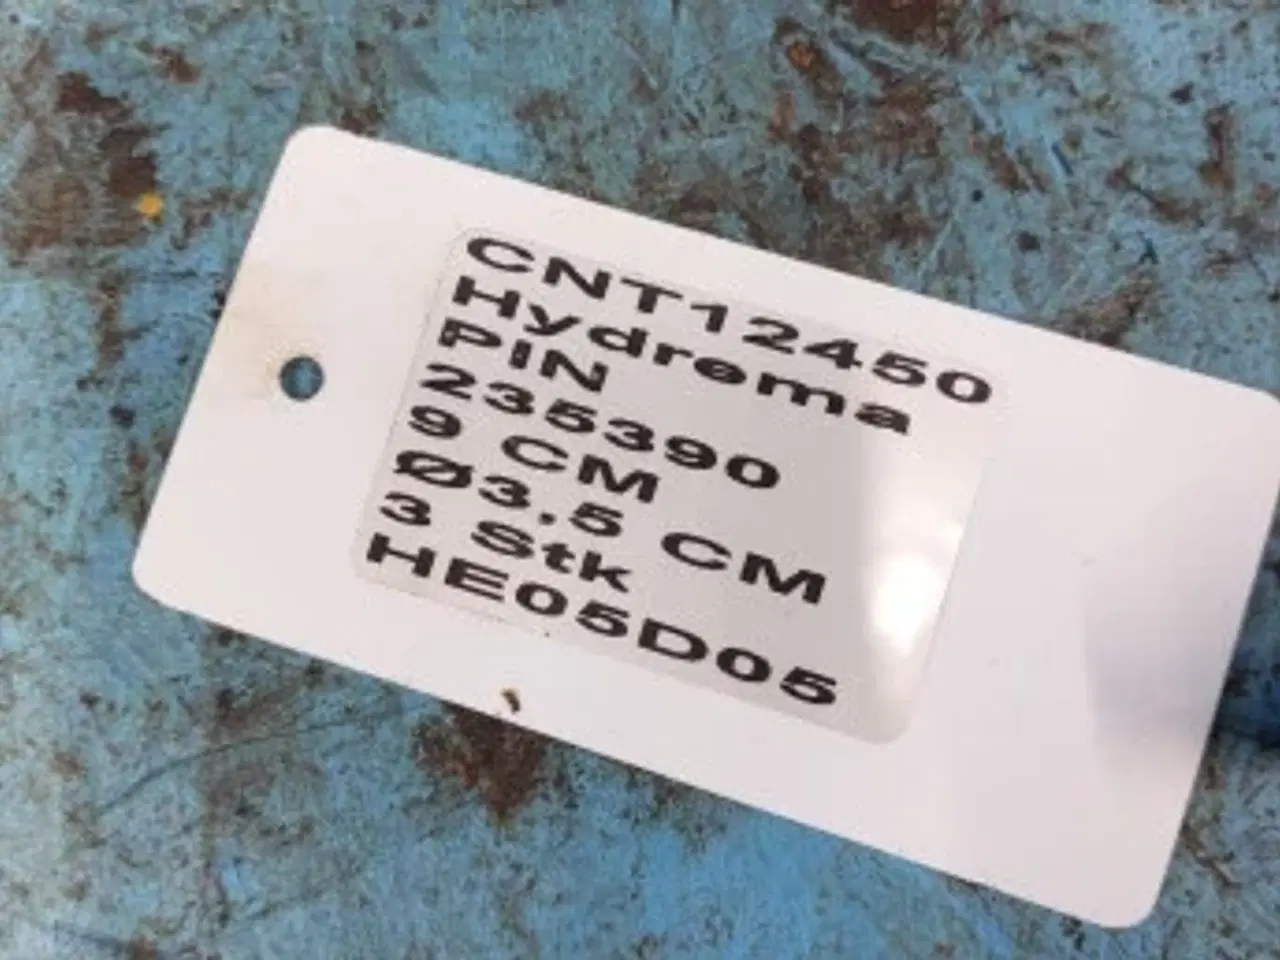 CNT12450
Hydrema
PIN
235390
9 CM
Ø3.5 CM
3 Stk
HE05D05